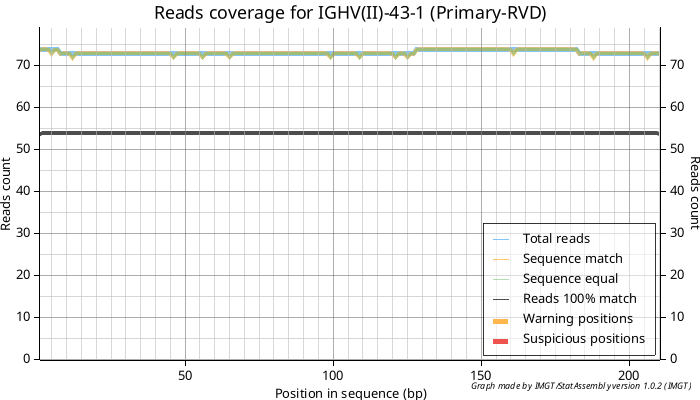 Reads coverage for IGHV(II)-43-1 (Primary-RVD)
70
60
50
40
30
20
10
0
Reads count
70
60
50
40
30
20
10
0
Reads count
Total reads
Sequence match
Sequence equal
Reads 100% match
Warning positions
Suspicious positions
50
100
150
200
Position in sequence (bp)
Graph made by IMGT/StatAssembly version 1.0.2 (IMGT)